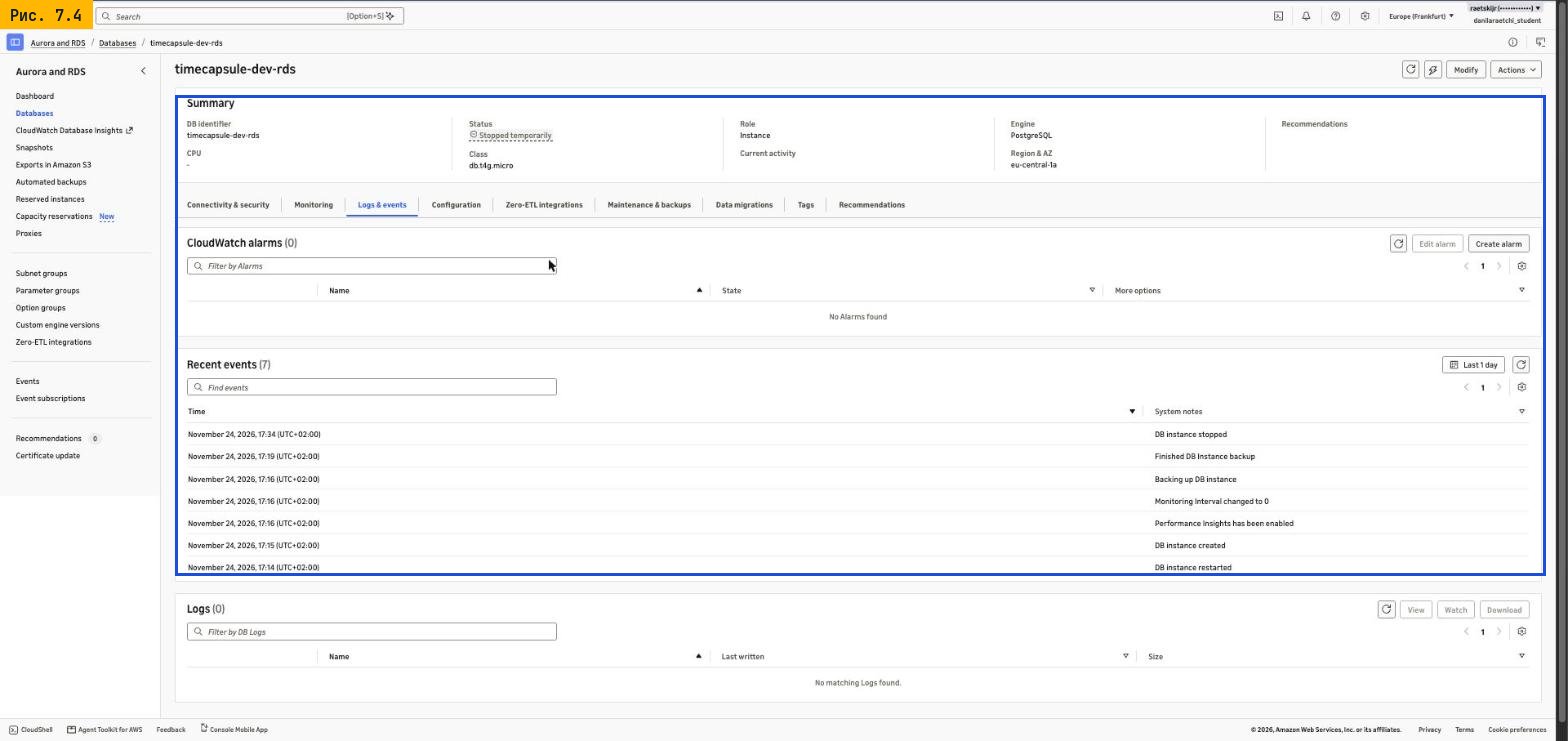 Рис. 7.4
Search
[Option+S]
Europe (Frankfurt)
danilaraetchi_student
Aurora and RDS / Databases / timecapsule-dev-rds
Aurora and RDS
Dashboard
Databases
CloudWatch Database Insights
Snapshots
Exports in Amazon S3
Automated backups
Reserved instances
Capacity reservations New
Proxies
Subnet groups
Parameter groups
Option groups
Custom engine versions
Zero-ETL integrations
Events
Event subscriptions
Recommendations 0
Certificate update
timecapsule-dev-rds
Modify
Actions
Summary
DB identifier
timecapsule-dev-rds
CPU
-
Status
Stopped temporarily
Class
db.t4g.micro
Role
Instance
Current activity
Engine
PostgreSQL
Region & AZ
eu-central-1a
Recommendations
Connectivity & security
Monitoring
Logs & events
Configuration
Zero-ETL integrations
Maintenance & backups
Data migrations
Tags
Recommendations
CloudWatch alarms (0)
Edit alarm
Create alarm
Filter by Alarms
1
Name
State
More options
No Alarms found
Recent events (7)
Last 1 day
Find events
1
Time
System notes
November 24, 2026, 17:34 (UTC+02:00) DB instance stopped
November 24, 2026, 17:19 (UTC+02:00) Finished DB Instance backup
November 24, 2026, 17:16 (UTC+02:00) Backing up DB instance
November 24, 2026, 17:16 (UTC+02:00) Monitoring Interval changed to 0
November 24, 2026, 17:16 (UTC+02:00) Performance Insights has been enabled
November 24, 2026, 17:15 (UTC+02:00) DB instance created
November 24, 2026, 17:14 (UTC+02:00) DB instance restarted
Logs (0)
View
Watch
Download
Filter by DB Logs
1
Name
Last written
Size
No matching Logs found.
CloudShell
Agent Toolkit for AWS
Feedback
Console Mobile App
© 2026, Amazon Web Services, Inc. or its affiliates.
Privacy
Terms
Cookie preferences